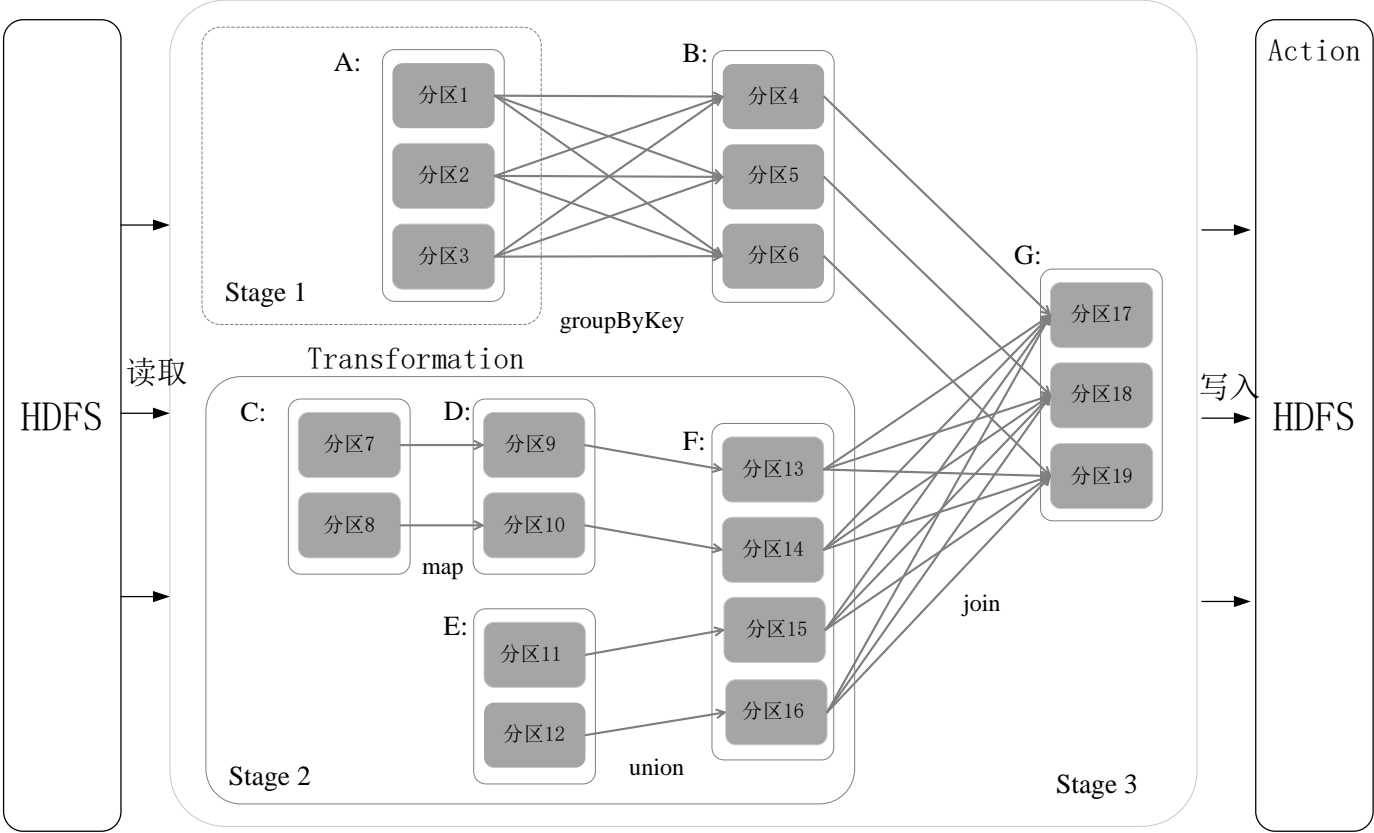 HDFS
读取
A:
分区1
分区2
分区3
Stage 1
groupByKey
B:
分区4
分区5
分区6
Transformation
C:
分区7
分区8
map
D:
分区9
分区10
E:
分区11
分区12
union
F:
分区13
分区14
分区15
分区16
Stage 2
join
G:
分区17
分区18
分区19
Stage 3
写入
Action
HDFS